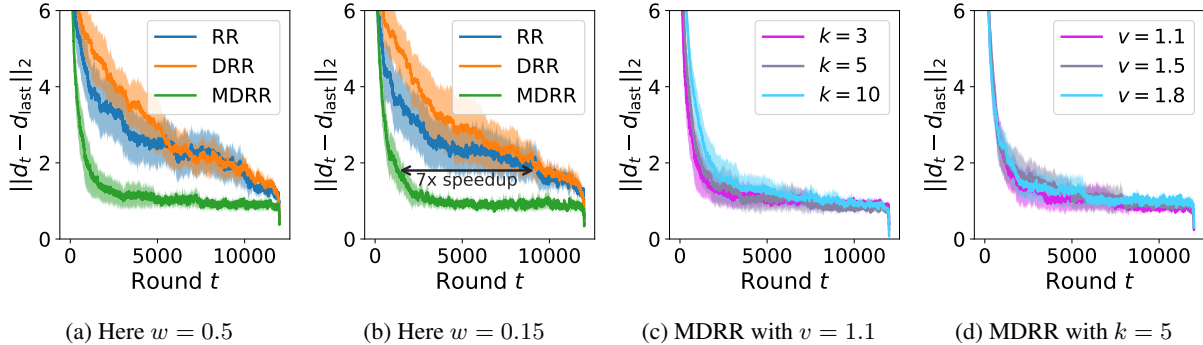 ||d_t − d_last||_2
6
4
2
0
RR
DRR
MDRR
0
5000
10000
Round t
(a) Here w = 0.5
||d_t − d_last||_2
6
4
2
0
RR
DRR
MDRR
7x speedup
0
5000
10000
Round t
(b) Here w = 0.15
||d_t − d_last||_2
6
4
2
0
k = 3
k = 5
k = 10
0
5000
10000
Round t
(c) MDRR with v = 1.1
||d_t − d_last||_2
6
4
2
0
v = 1.1
v = 1.5
v = 1.8
0
5000
10000
Round t
(d) MDRR with k = 5